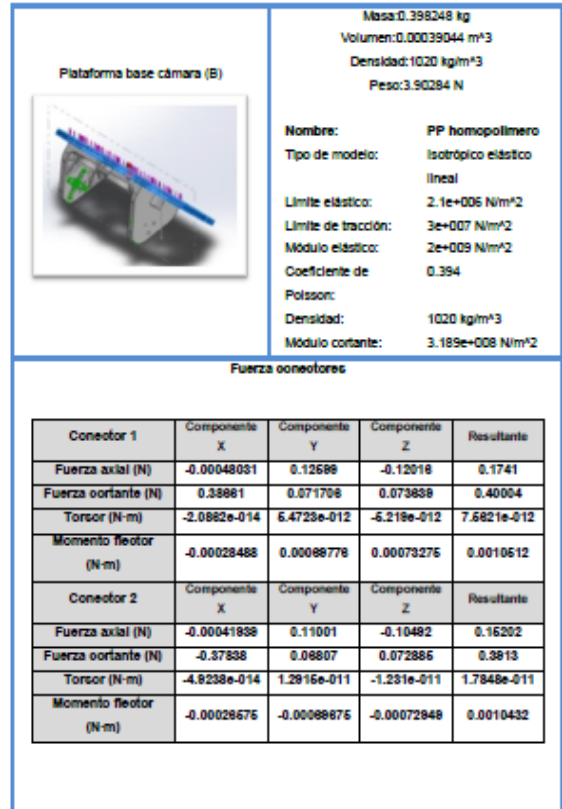 Plataforma base cámara (B)
Masa:0.398248 kg
Volumen:0.00039044 m^3
Densidad:1020 kg/m^3
Peso:3.90284 N
Nombre: PP homopolímero
Tipo de modelo: Isotrópico elástico
lineal
Límite elástico: 2.1e+006 N/m^2
Límite de tracción: 3e+007 N/m^2
Módulo elástico: 2e+009 N/m^2
Coeficiente de 0.394
Poisson:
Densidad: 1020 kg/m^3
Módulo cortante: 3.189e+008 N/m^2
Fuerza conectores
Conector 1 Componente X Componente Y Componente Z Resultante
Fuerza axial (N) -0.00048031 0.12599 -0.12016 0.1741
Fuerza cortante (N) 0.38661 0.071706 0.073639 0.40004
Torsor (N·m) -2.0862e-014 5.4723e-012 -5.219e-012 7.5621e-012
Momento flector (N·m) -0.00028488 0.00069776 0.00073275 0.0010512
Conector 2 Componente X Componente Y Componente Z Resultante
Fuerza axial (N) -0.00041939 0.11001 -0.10492 0.15202
Fuerza cortante (N) -0.37838 0.06807 0.072885 0.3913
Torsor (N·m) -4.9238e-014 1.2915e-011 -1.231e-011 1.7848e-011
Momento flector (N·m) -0.00026575 -0.00069675 -0.00072949 0.0010432